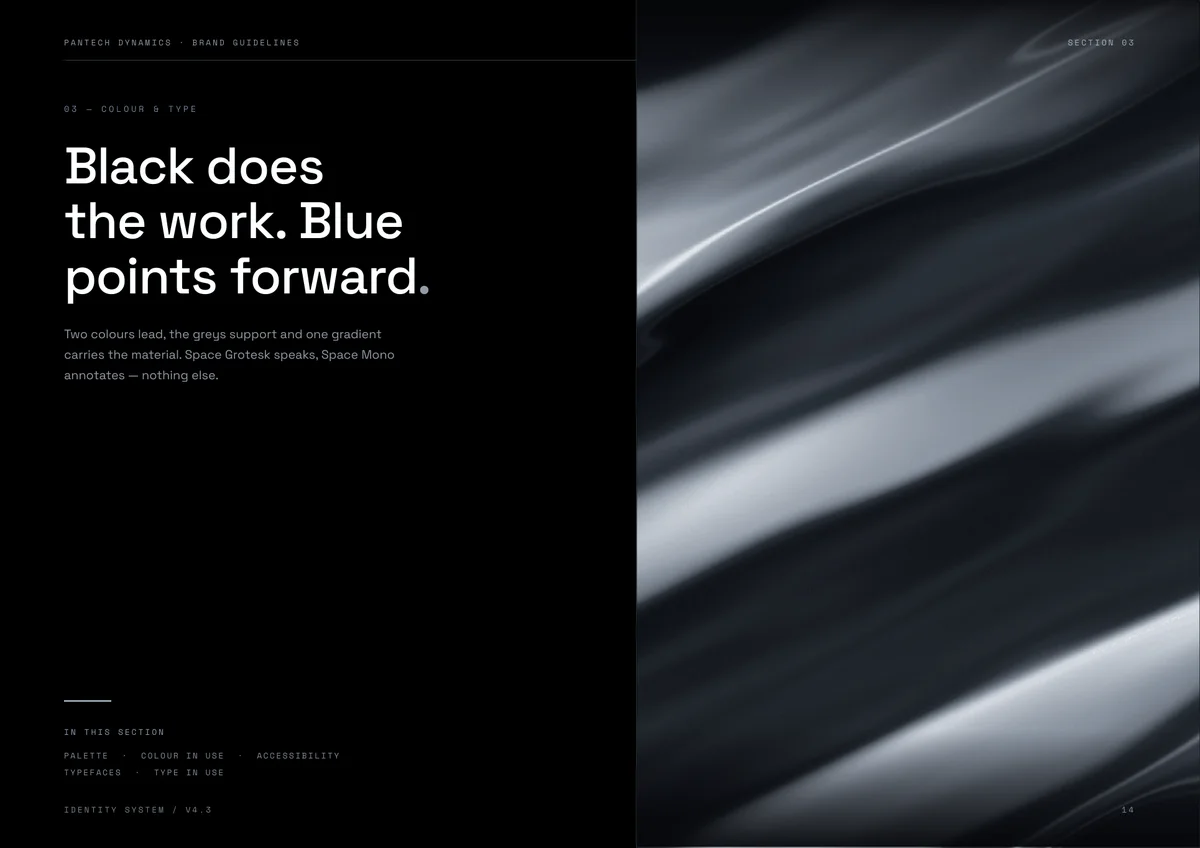 PANTECH DYNAMICS · BRAND GUIDELINES
SECTION 03
03 — COLOUR & TYPE
Black does
the work. Blue
points forward.
Two colours lead, the greys support and one gradient
carries the material. Space Grotesk speaks, Space Mono
annotates — nothing else.
IN THIS SECTION
PALETTE · COLOUR IN USE · ACCESSIBILITY
TYPEFACES · TYPE IN USE
IDENTITY SYSTEM / V4.3
14